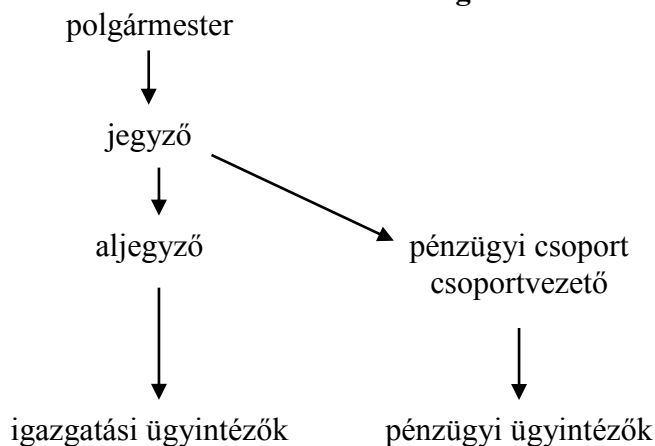 polgármester
jegyző
aljegyző
pénzügyi csoport
csoportvezető
igazgatási ügyintézők
pénzügyi ügyintézők